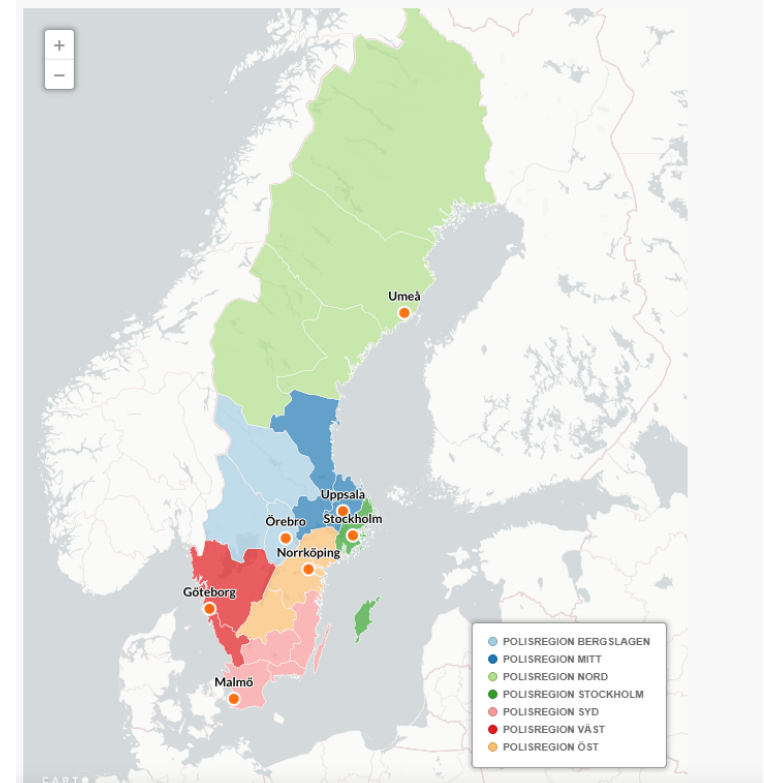 +
−
Umeå
Uppsala
Stockholm
Örebro
Norrköping
Göteborg
Malmö
POLISREGION BERGSLAGEN
POLISREGION MITT
POLISREGION NORD
POLISREGION STOCKHOLM
POLISREGION SYD
POLISREGION VÄST
POLISREGION ÖST
CARTO